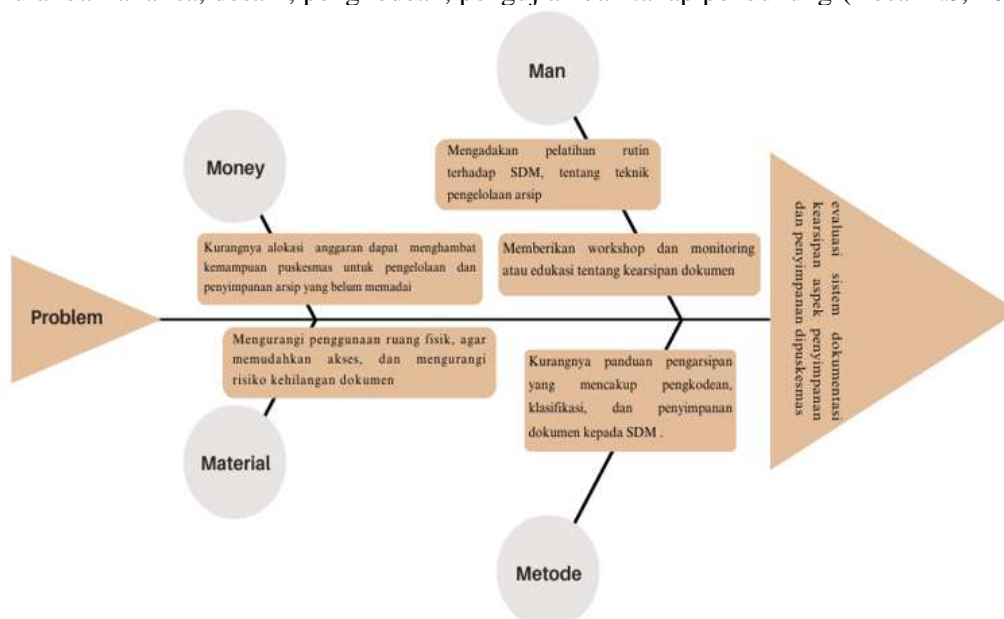 Man
Mengadakan pelatihan rutin
terhadap SDM, tentang teknik
pengelolaan arsip
Money
Kurangnya alokasi anggaran dapat menghambat
kemampuan puskesmas untuk pengelolaan dan
penyimpanan arsip yang belum memadai
Memberikan workshop dan monitoring
atau edukasi tentang kearsipan dokumen
evaluasi sistem dokumentasi
kearsipan aspek penyimpanan
dan penyimpanan dipuskesmas
Problem
Mengurangi penggunaan ruang fisik, agar
memudahkan akses, dan mengurangi
risiko kehilangan dokumen
Kurangnya panduan pengarsipan
yang mencakup pengkodean,
klasifikasi, dan penyimpanan
dokumen kepada SDM .
Material
Metode